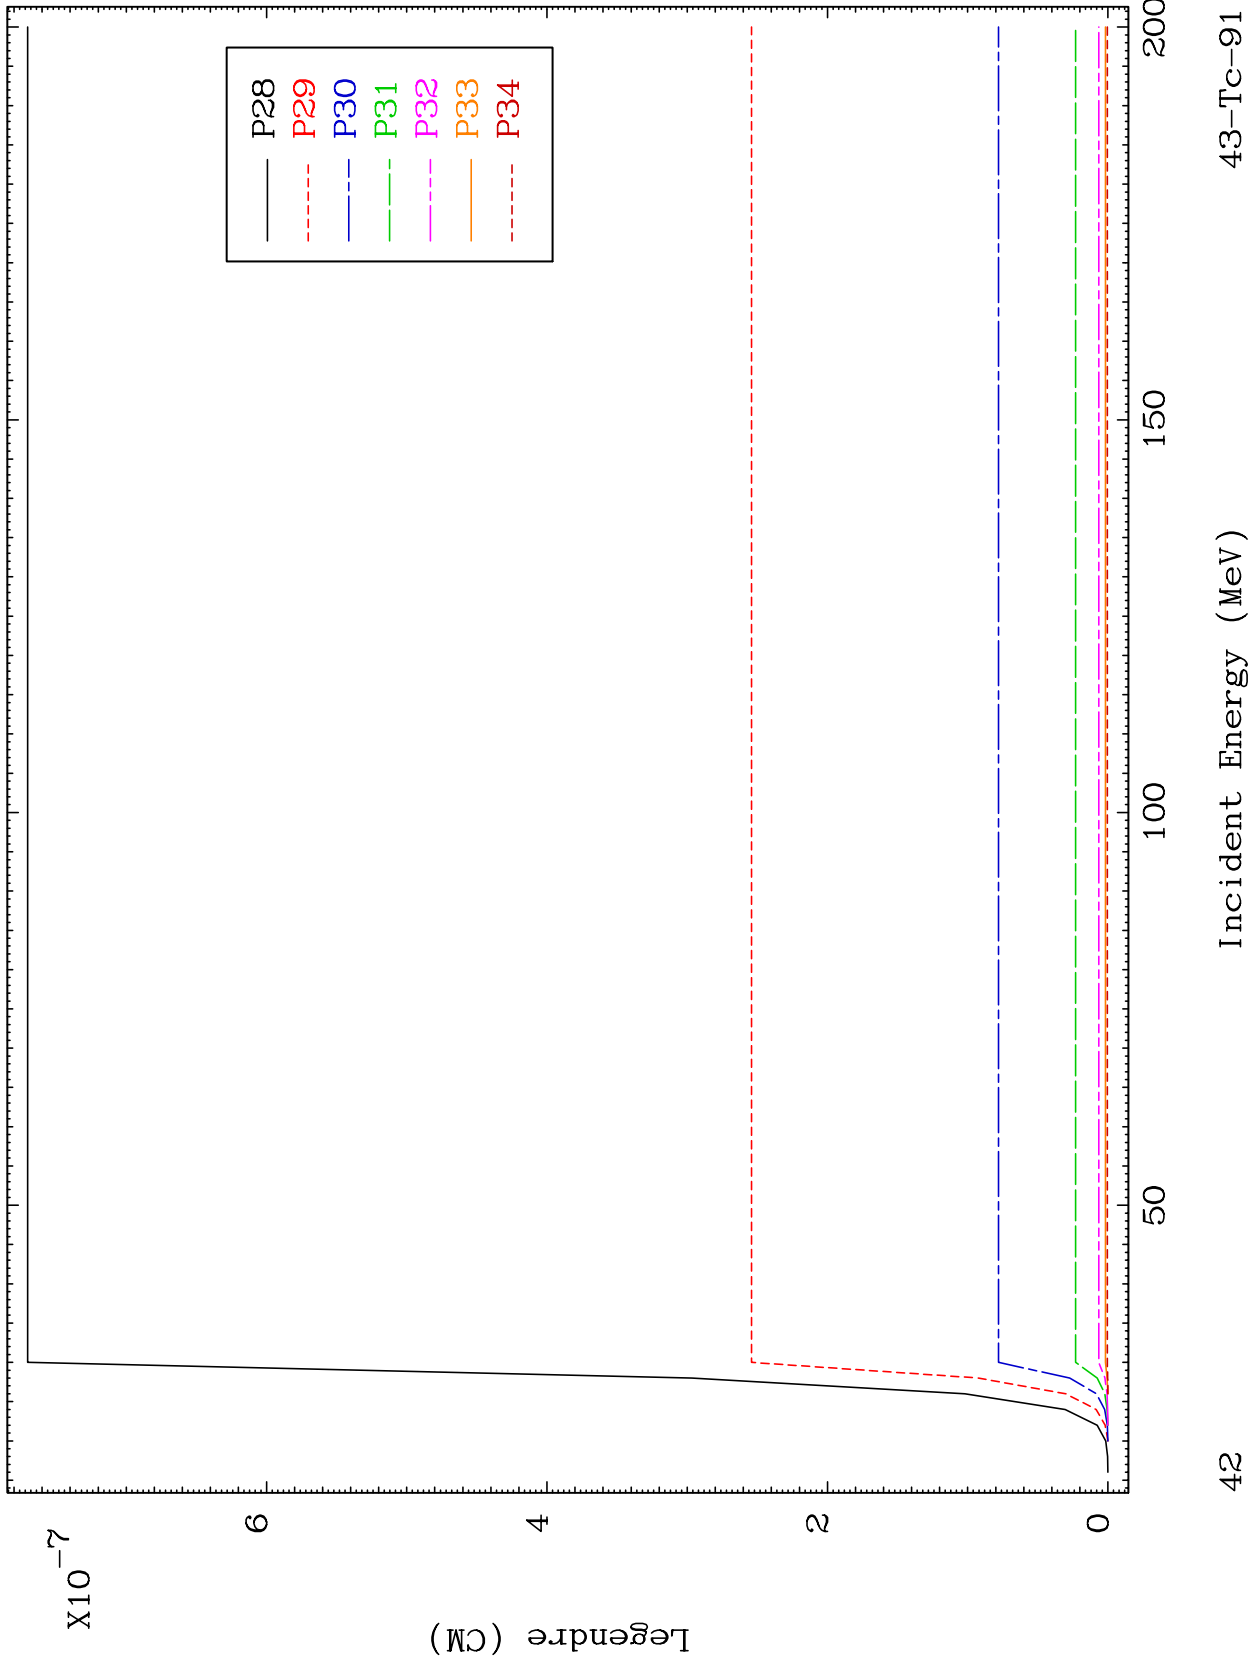 X10-7
Legendre (CM)
6
4
2
0
P28
P29
P30
P31
P32
P33
P34
50
100
150
200
Incident Energy (MeV)
42
43-Tc-91